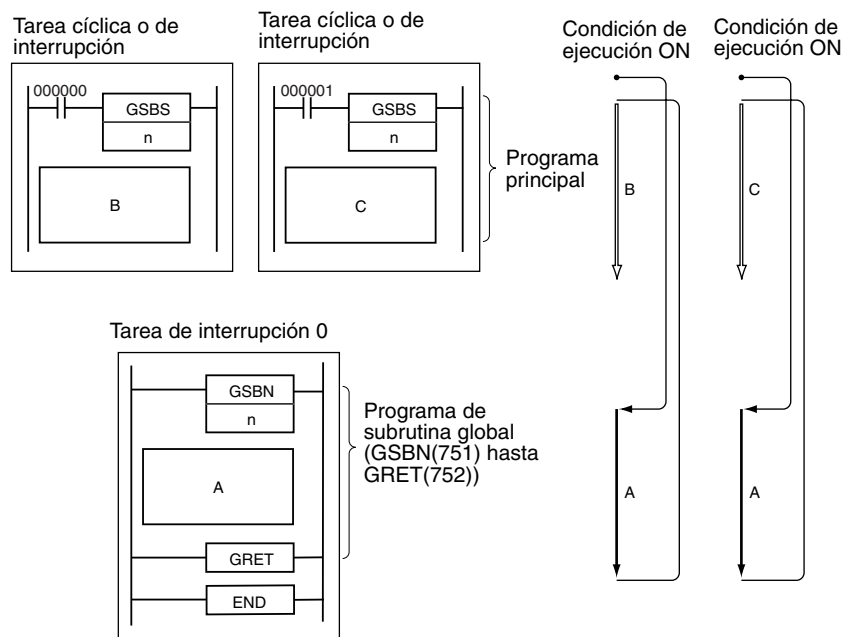 Tarea cíclica o de
interrupción
000000
GSBS
n
B
Tarea cíclica o de
interrupción
000001
GSBS
n
C
Programa
principal
Condición de
ejecución ON
B
A
Condición de
ejecución ON
C
A
Tarea de interrupción 0
GSBN
n
A
GRET
END
Programa de
subrutina global
(GSBN(751) hasta
GRET(752))